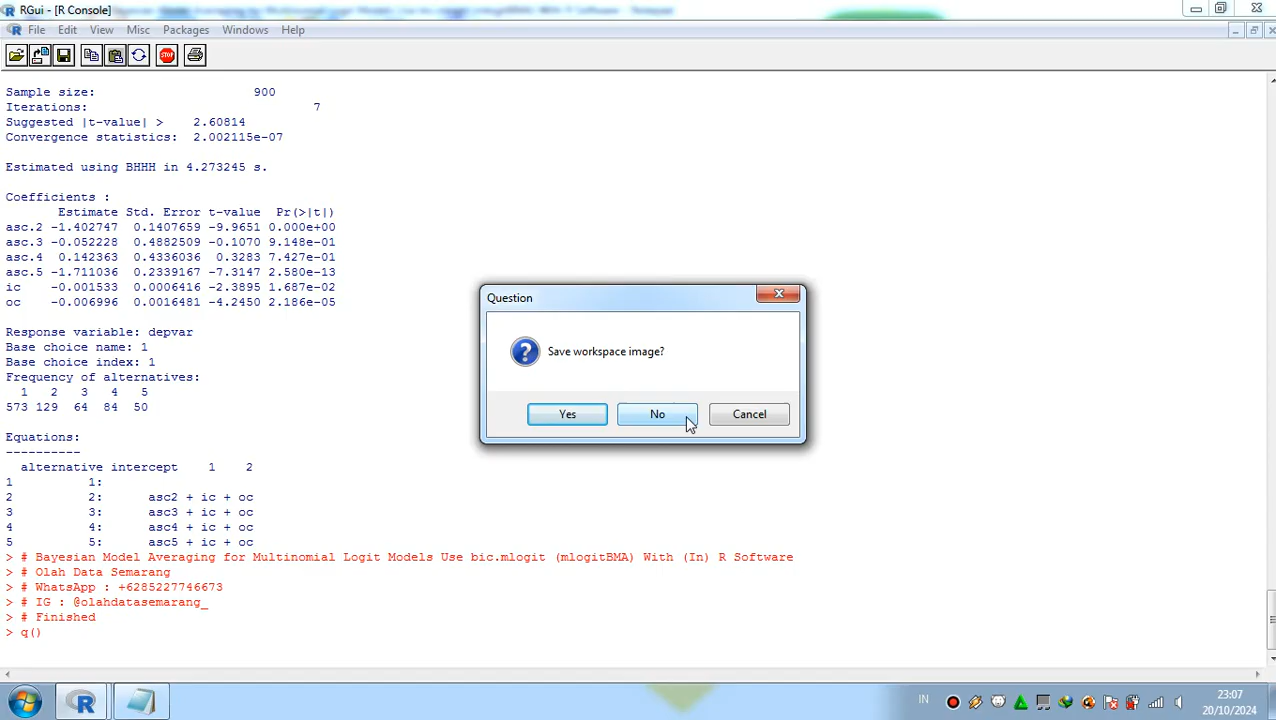 RGui - [R Console]
File Edit View Misc Packages Windows Help
STOP
Sample size: 900
Iterations: 7
Suggested |t-value| > 2.60814
Convergence statistics: 2.002115e-07
Estimated using BHHH in 4.273245 s.
Coefficients :
Estimate Std. Error t-value Pr(>|t|)
asc.2 -1.402747 0.1407659 -9.9651 0.000e+00
asc.3 -0.052228 0.4882509 -0.1070 9.148e-01
asc.4 0.142363 0.4336036 0.3283 7.427e-01
asc.5 -1.711036 0.2339167 -7.3147 2.580e-13
ic -0.001533 0.0006416 -2.3895 1.687e-02
oc -0.006996 0.0016481 -4.2450 2.186e-05
Response variable: depvar
Base choice name: 1
Base choice index: 1
Frequency of alternatives:
1 2 3 4 5
573 129 64 84 50
Equations:
----------
alternative intercept 1 2
1 1:
2 2: asc2 + ic + oc
3 3: asc3 + ic + oc
4 4: asc4 + ic + oc
5 5: asc5 + ic + oc
> # Bayesian Model Averaging for Multinomial Logit Models Use bic.mlogit (mlogitBMA) With (In) R Software
> # Olah Data Semarang
> # WhatsApp : +6285227746673
> # IG : @olahdatasemarang_
> # Finished
> q()
Question
Save workspace image?
Yes No Cancel
IN
23:07
20/10/2024